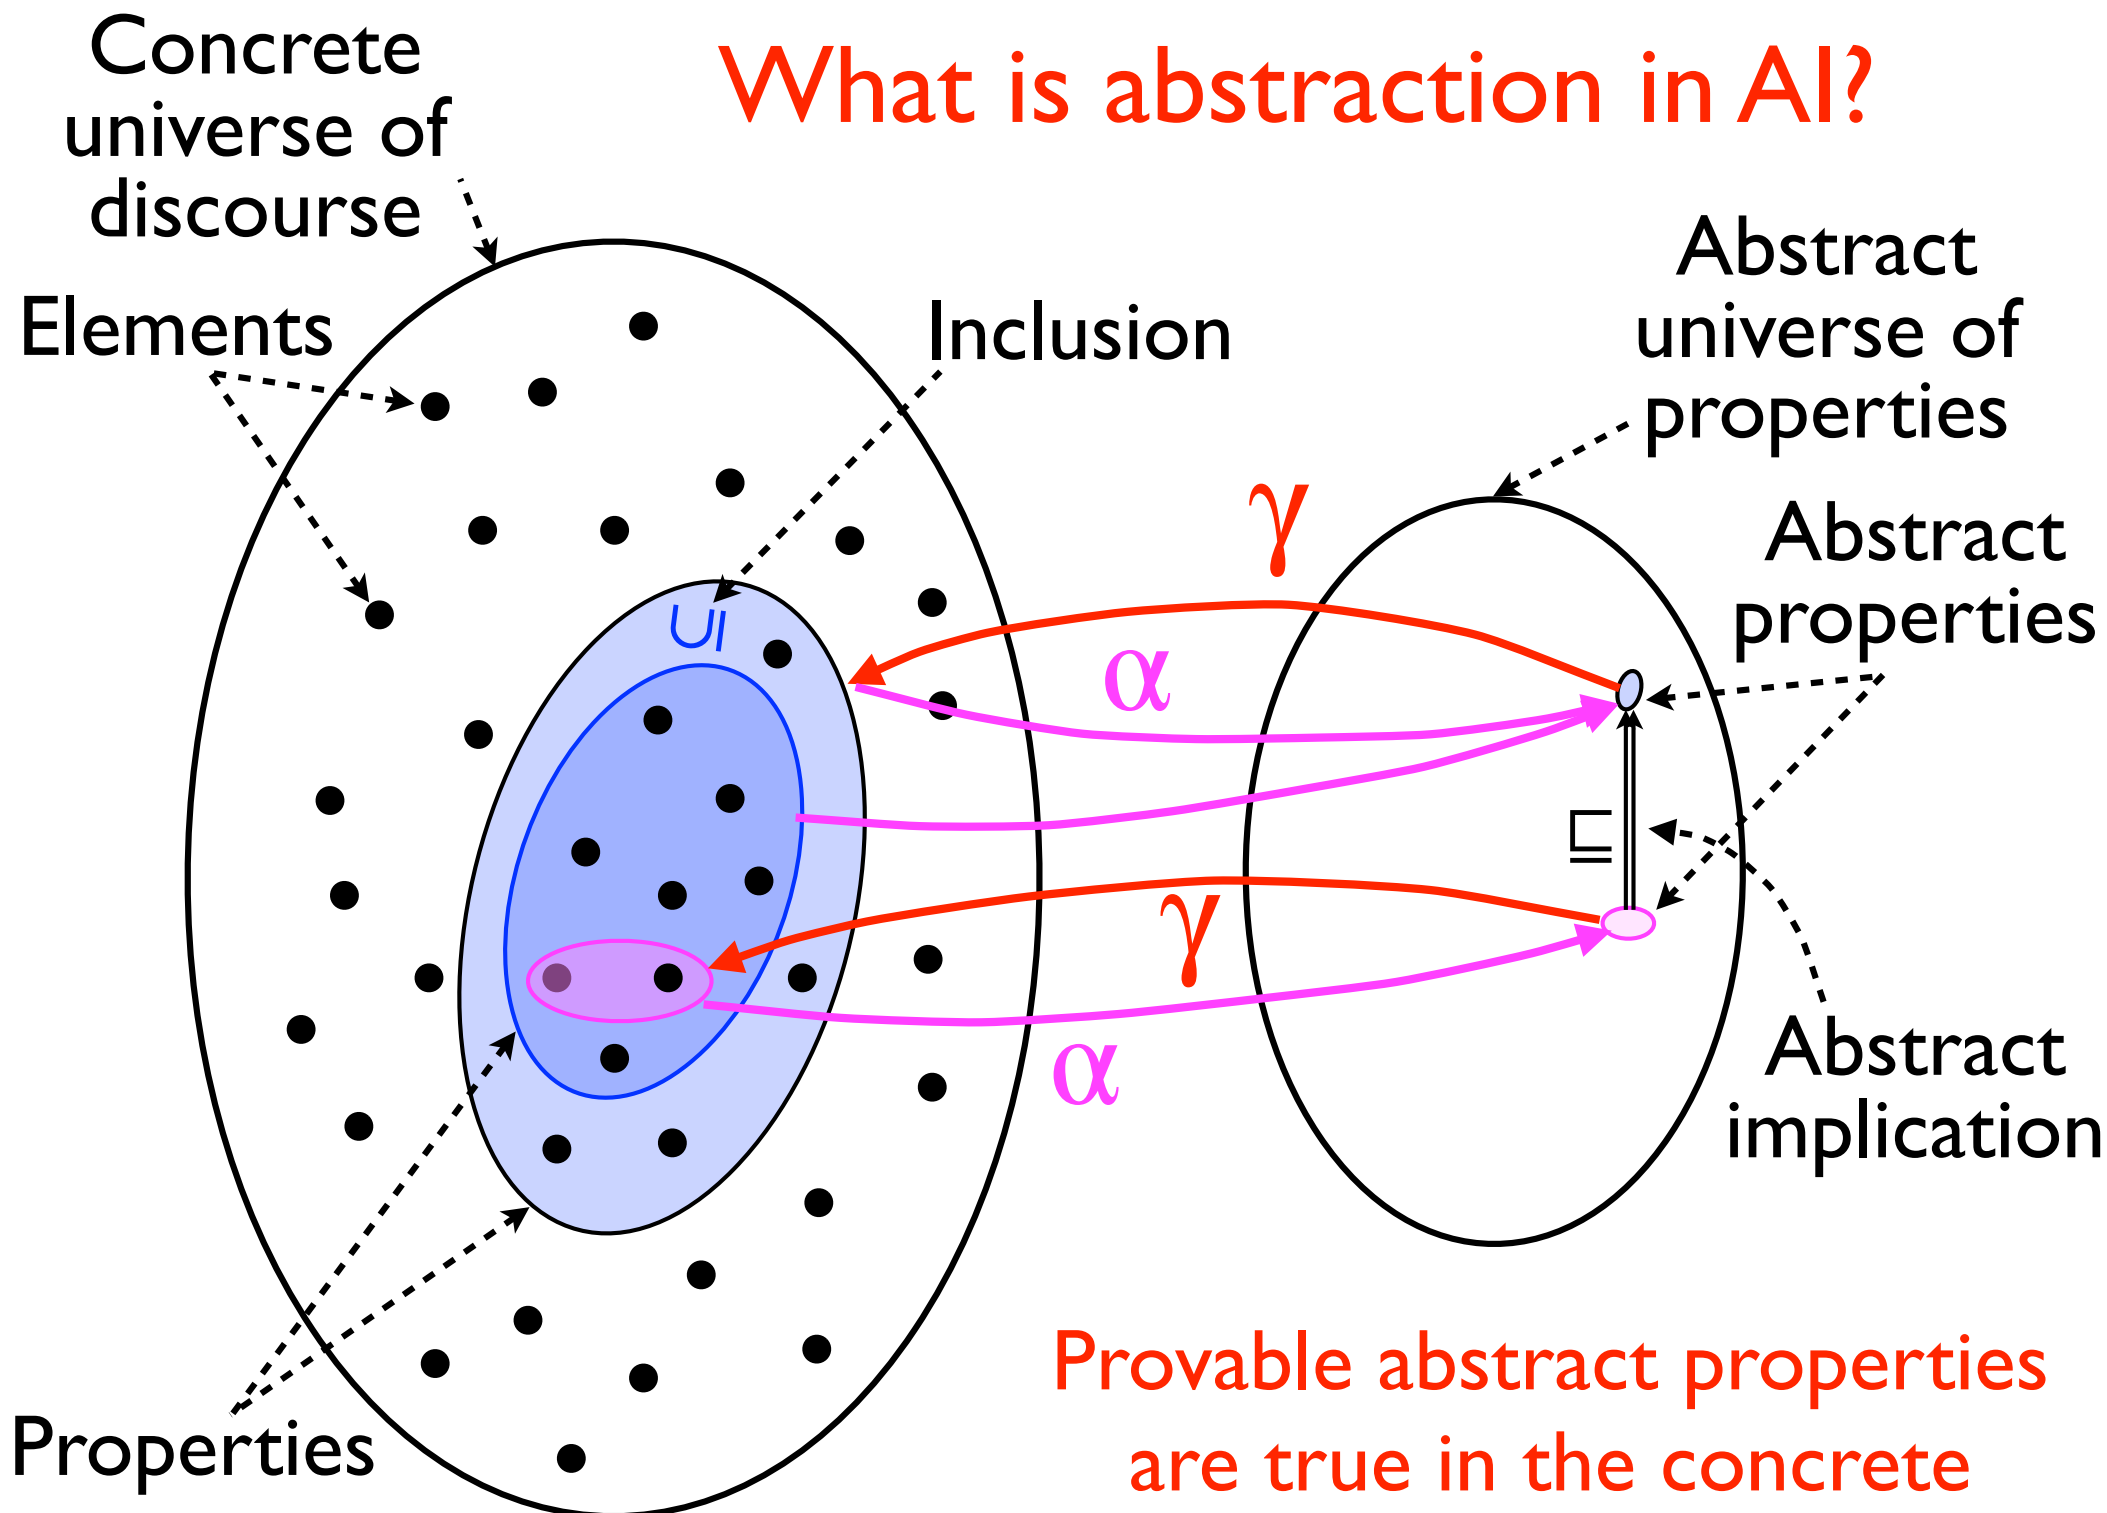 What is abstraction in AI?
Concrete
universe of
discourse
Elements
Inclusion
Abstract
universe of
properties
Abstract
properties
γ
α
⊆
⊑
γ
α
Abstract
implication
Properties
Provable abstract properties
are true in the concrete